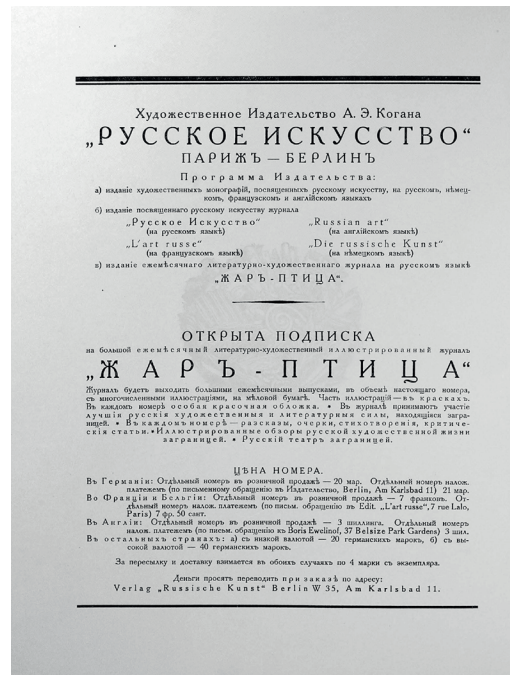 Художественное Издательство А. Э. Когана
„РУССКОЕ ИСКУССТВО“
ПАРИЖЪ — БЕРЛИНЪ
Программа Издательства:
а) изданіе художественныхъ монографій, посвященныхъ русскому искусству, на русскомъ, нѣмец-
комъ, французскомъ и англійскомъ языкахъ
б) изданіе посвященнаго русскому искусству журнала
„Русское Искусство“ „Russian art“
(на русскомъ языкѣ) (на англійскомъ языкѣ)
„L'art russe“ „Die russische Kunst“
(на французскомъ языкѣ) (на нѣмецкомъ языкѣ)
в) изданіе ежемѣсячнаго литературно-художественнаго журнала на русскомъ языкѣ
„ЖАРЪ-ПТИЦА“.
ОТКРЫТА ПОДПИСКА
на большой ежемѣсячный литературно-художественный иллюстрированный журналъ
„ЖАРЪ-ПТИЦА“
Журналъ будетъ выходить большими ежемѣсячными выпусками, въ объемѣ настоящаго номера,
съ многочисленными иллюстраціями, на мѣловой бумагѣ. Часть иллюстрацій — въ краскахъ.
Въ каждомъ номерѣ особая красочная обложка. • Въ журналѣ принимаютъ участіе
лучшія русскія художественныя и литературныя силы, находящіяся загра-
ницей. • Въ каждомъ номерѣ — разсказы, очерки, стихотворенія, критиче-
скія статьи. • Иллюстрированные обзоры русской художественной жизни
заграницей. • Русскій театръ заграницей.
ЦѢНА НОМЕРА.
Въ Германіи: Отдѣльный номеръ въ розничной продажѣ — 20 мар. Отдѣльный номеръ налож.
платежемъ (по письменному обращенію въ Издательство, Berlin, Am Karlsbad 11) 21 мар.
Во Франціи и Бельгіи: Отдѣльный номеръ въ розничной продажѣ — 7 франковъ. От-
дѣльный номеръ налож. платежемъ (по письм. обращенію въ Edit. „L'art russe“, 7 rue Lalo,
Paris) 7 фр. 50 сант.
Въ Англіи: Отдѣльный номеръ въ розничной продажѣ — 3 шиллинга. Отдѣльный номеръ
налож. платежемъ (по письм. обращенію къ Boris Ewelinof, 37 Belsize Park Gardens) 3 шил.
Въ остальныхъ странахъ: а) съ низкой валютой — 20 германскихъ марокъ, б) съ вы-
сокой валютой — 40 германскихъ марокъ.
За пересылку и доставку взимается въ обоихъ случаяхъ по 4 марки съ экземпляра.
Деньги просятъ переводить при заказѣ по адресу:
Verlag „Russische Kunst“ Berlin W 35, Am Karlsbad 11.